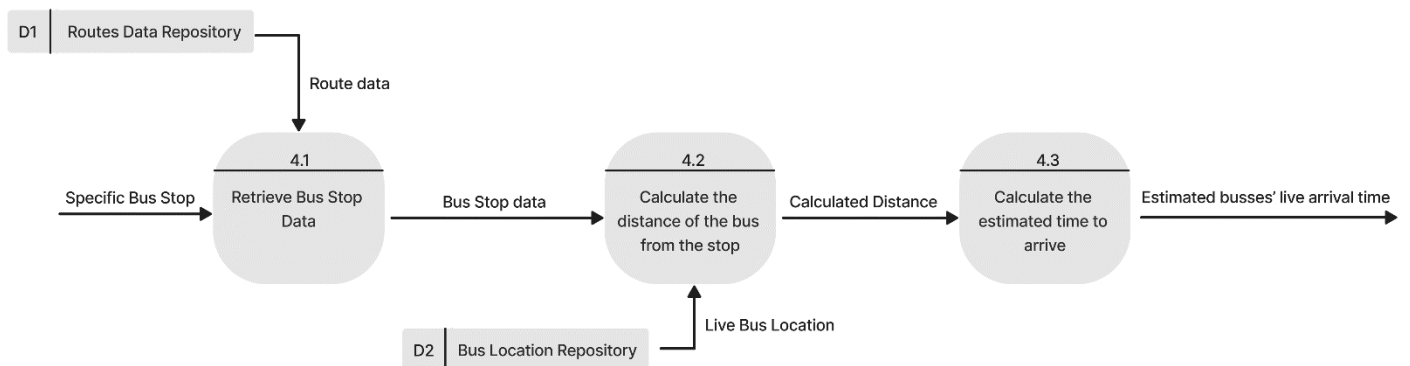 D1 Routes Data Repository
Route data
4.1
Retrieve Bus Stop
Data
Specific Bus Stop
Bus Stop data
4.2
Calculate the
distance of the bus
from the stop
Calculated Distance
4.3
Calculate the
estimated time to
arrive
Estimated busses’ live arrival time
Live Bus Location
D2 Bus Location Repository